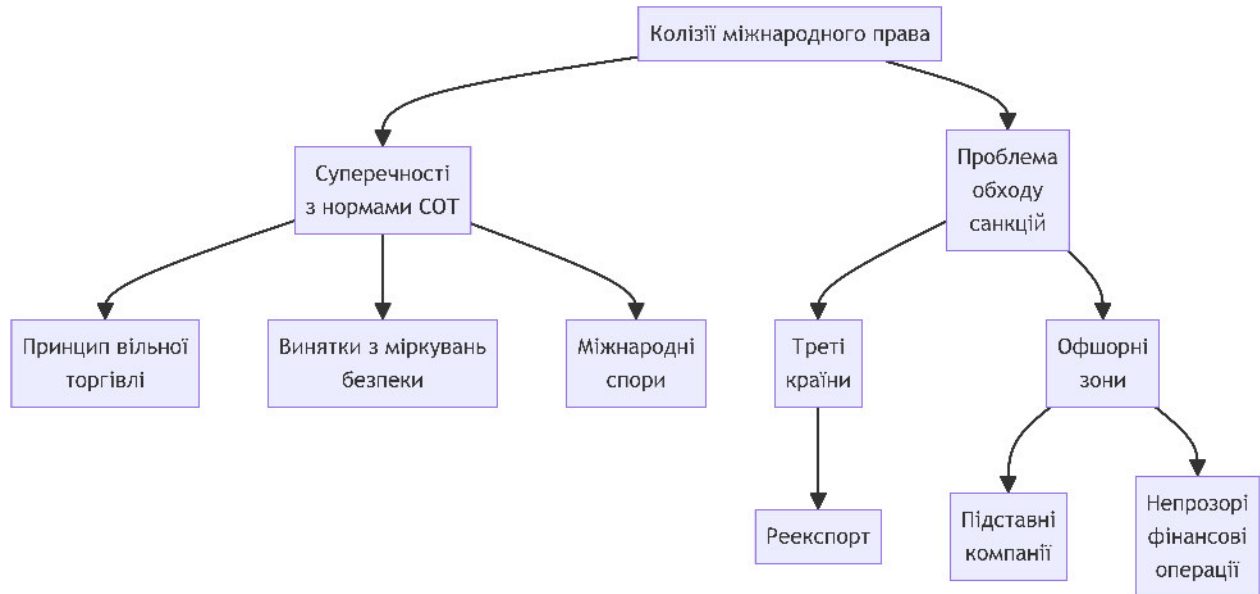 Колізії міжнародного права
Суперечності
з нормами СОТ
Проблема
обходу
санкцій
Принцип вільної
торгівлі
Винятки з міркувань
безпеки
Міжнародні
спори
Треті
країни
Офшорні
зони
Реекспорт
Підставні
компанії
Непрозорі
фінансові
операції